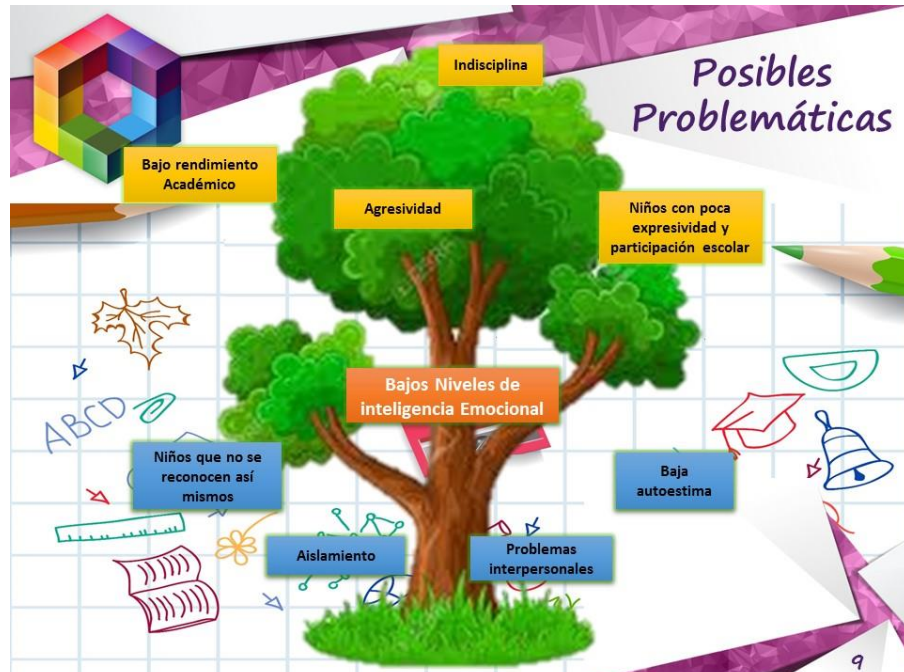 Posibles
Problemáticas
Indisciplina
Bajo rendimiento
Académico
Agresividad
Niños con poca
expresividad y
participación escolar
Bajos Niveles de
inteligencia Emocional
Niños que no se
reconocen así
mismos
Baja
autoestima
Aislamiento
Problemas
interpersonales
ABCD
9